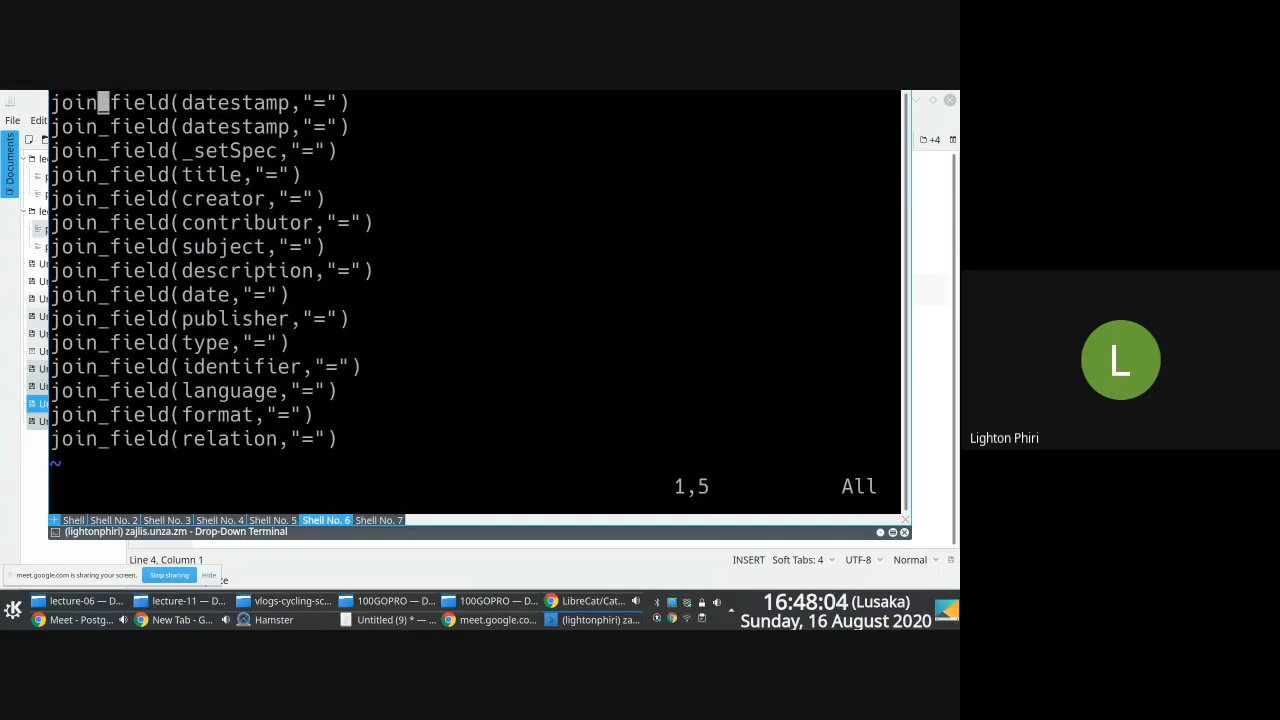 join_field(datestamp,"=")
join_field(datestamp,"=")
join_field(_setSpec,"=")
join_field(title,"=")
join_field(creator,"=")
join_field(contributor,"=")
join_field(subject,"=")
join_field(description,"=")
join_field(date,"=")
join_field(publisher,"=")
join_field(type,"=")
join_field(identifier,"=")
join_field(language,"=")
join_field(format,"=")
join_field(relation,"=")
~
1,5 All
File Edit
Documents
+4
Shell Shell No. 2 Shell No. 3 Shell No. 4 Shell No. 5 Shell No. 6 Shell No. 7
(lightonphiri) zajlis.unza.zm - Drop-Down Terminal
Line 4, Column 1 INSERT Soft Tabs: 4 UTF-8 Normal
meet.google.com is sharing your screen. Stop sharing Hide
lecture-06 — D... lecture-11 — D... vlogs-cycling-sc... 100GOPRO — D... 100GOPRO — D... LibreCat/Cat...
Meet - Postg... New Tab - G... Hamster Untitled (9) * — ... meet.google.co... (lightonphiri) za...
16:48:04 (Lusaka)
Sunday, 16 August 2020
L
Lighton Phiri